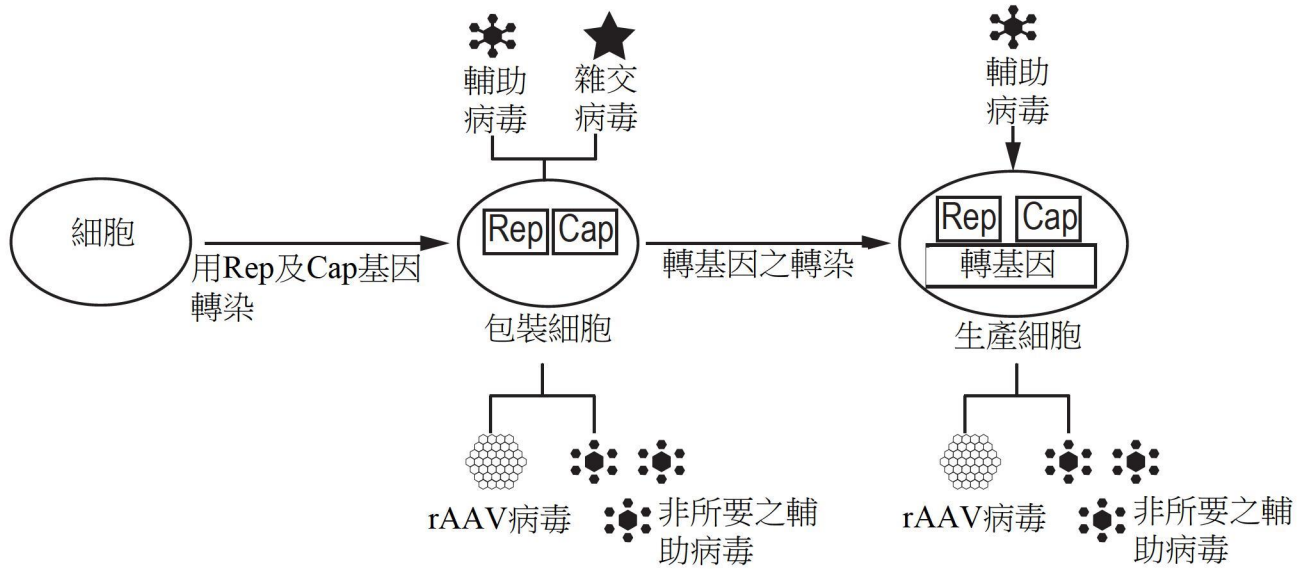 輔助
病毒
雜交
病毒
輔助
病毒
細胞
用Rep及Cap基因
轉染
Rep
Cap
包裝細胞
轉基因之轉染
Rep
Cap
轉基因
生產細胞
rAAV病毒
非所要之輔
助病毒
rAAV病毒
非所要之輔
助病毒